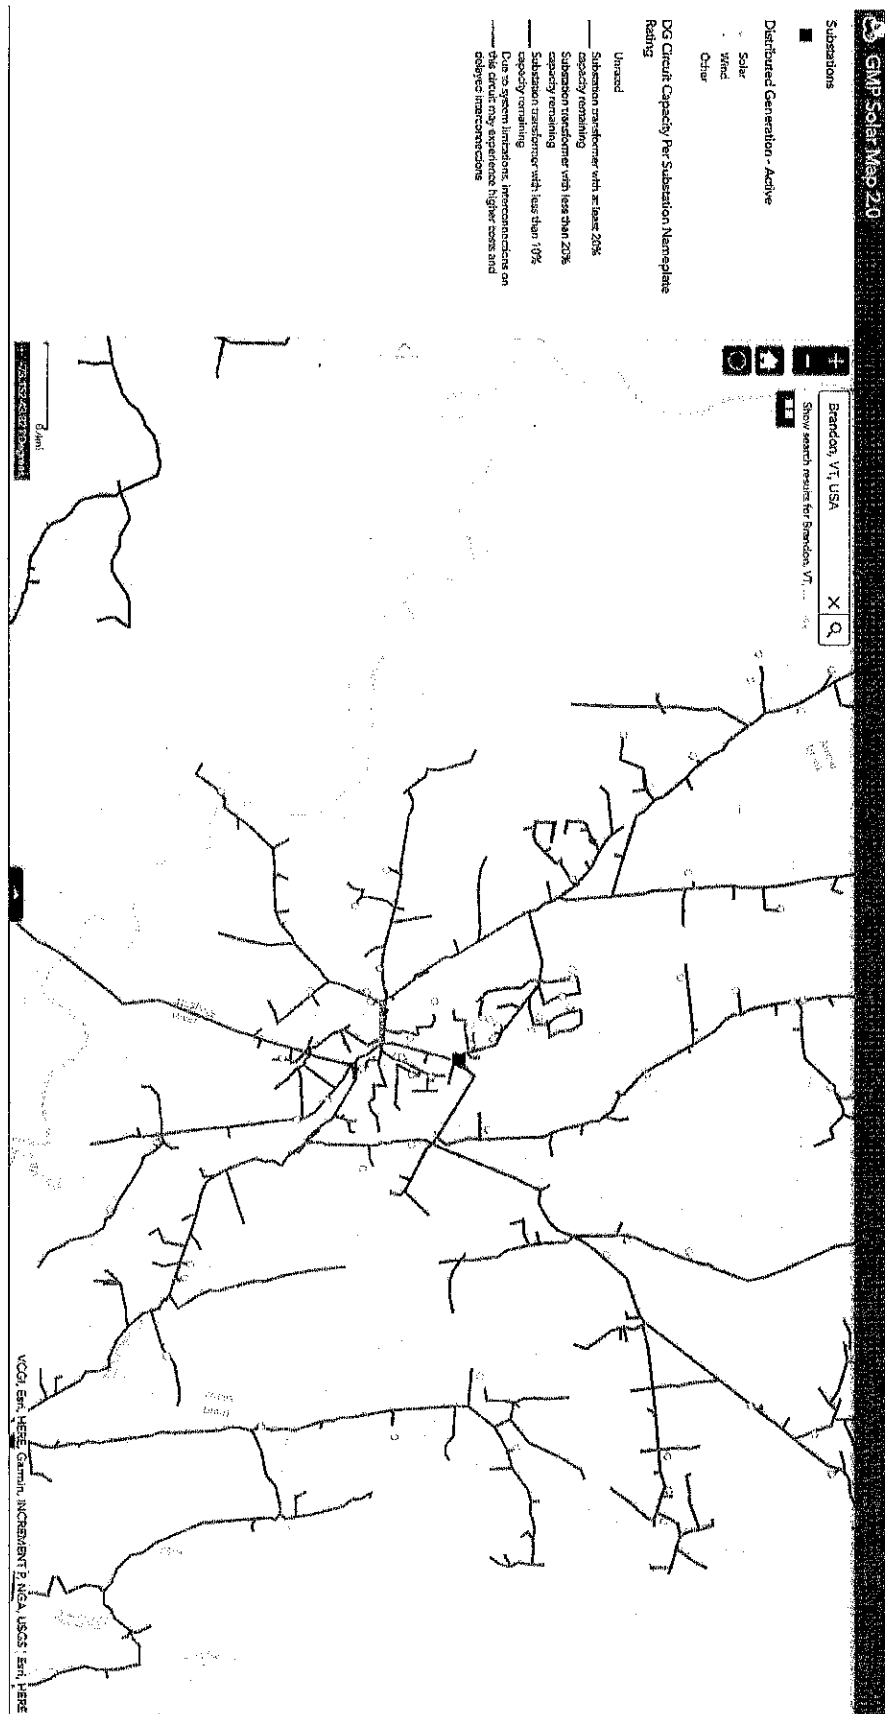 GMP Solar Map 2.0
Substations
Distributed Generation - Active
Solar
Wind
Other
DG Circuit Capacity Per Substation Nameplate
Rating
Unrated
Substation transformer with at least 20%
capacity remaining
Substation transformer with less than 20%
capacity remaining
Substation transformer with less than 10%
capacity remaining
Due to system limitations, interconnections on
this circuit may experience higher costs and
delayed interconnections
+
−
Brandon, VT, USA
Show search results for Brandon, VT, ...
VCGI, Esri, HERE, Garmin, INCREMENT P, NGA, USGS | Esri, HERE